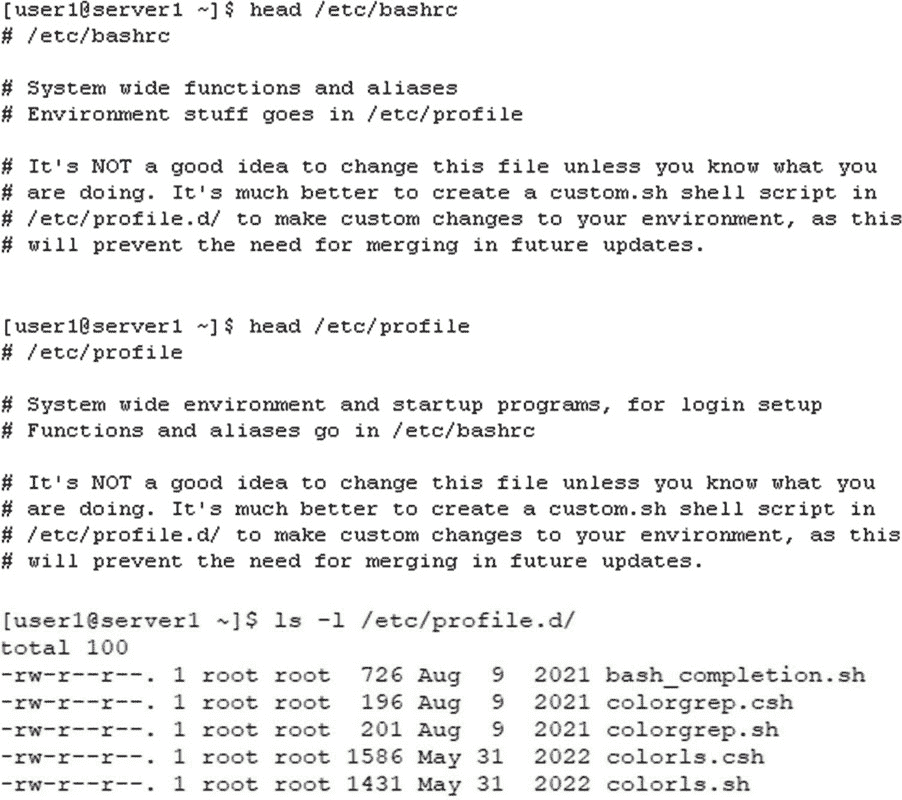 [user1@server1 ~]$ head /etc/bashrc
# /etc/bashrc
# System wide functions and aliases
# Environment stuff goes in /etc/profile
# It's NOT a good idea to change this file unless you know what you
# are doing. It's much better to create a custom.sh shell script in
# /etc/profile.d/ to make custom changes to your environment, as this
# will prevent the need for merging in future updates.
[user1@server1 ~]$ head /etc/profile
# /etc/profile
# System wide environment and startup programs, for login setup
# Functions and aliases go in /etc/bashrc
# It's NOT a good idea to change this file unless you know what you
# are doing. It's much better to create a custom.sh shell script in
# /etc/profile.d/ to make custom changes to your environment, as this
# will prevent the need for merging in future updates.
[user1@server1 ~]$ ls -l /etc/profile.d/
total 100
-rw-r--r--. 1 root root  726 Aug  9  2021 bash_completion.sh
-rw-r--r--. 1 root root  196 Aug  9  2021 colorgrep.csh
-rw-r--r--. 1 root root  201 Aug  9  2021 colorgrep.sh
-rw-r--r--. 1 root root 1586 May 31  2022 colorls.csh
-rw-r--r--. 1 root root 1431 May 31  2022 colorls.sh